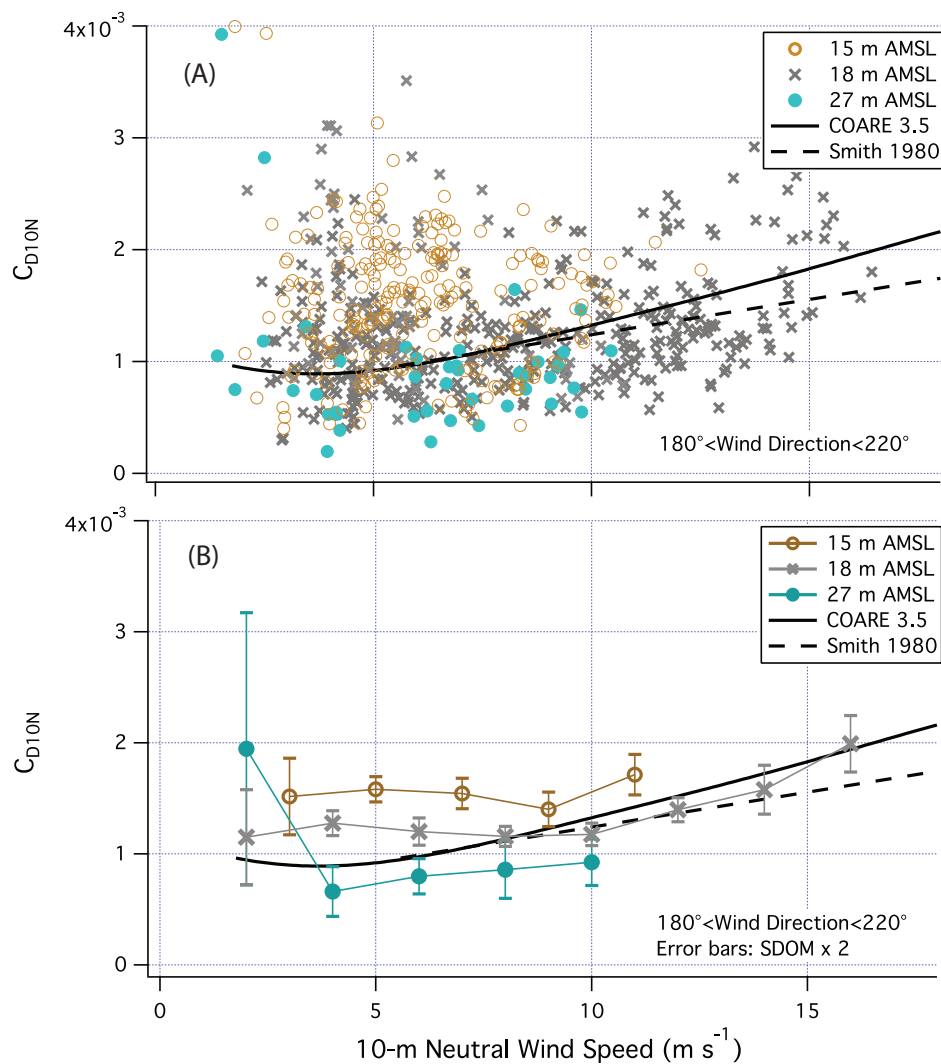 4x10⁻³
(A)
15 m AMSL
18 m AMSL
27 m AMSL
COARE 3.5
Smith 1980
3
C_D10N
2
1
180°<Wind Direction<220°
0
4x10⁻³
(B)
15 m AMSL
18 m AMSL
27 m AMSL
COARE 3.5
Smith 1980
3
C_D10N
2
1
180°<Wind Direction<220°
Error bars: SDOM x 2
0
0 5 10 15
10-m Neutral Wind Speed (m s⁻¹)